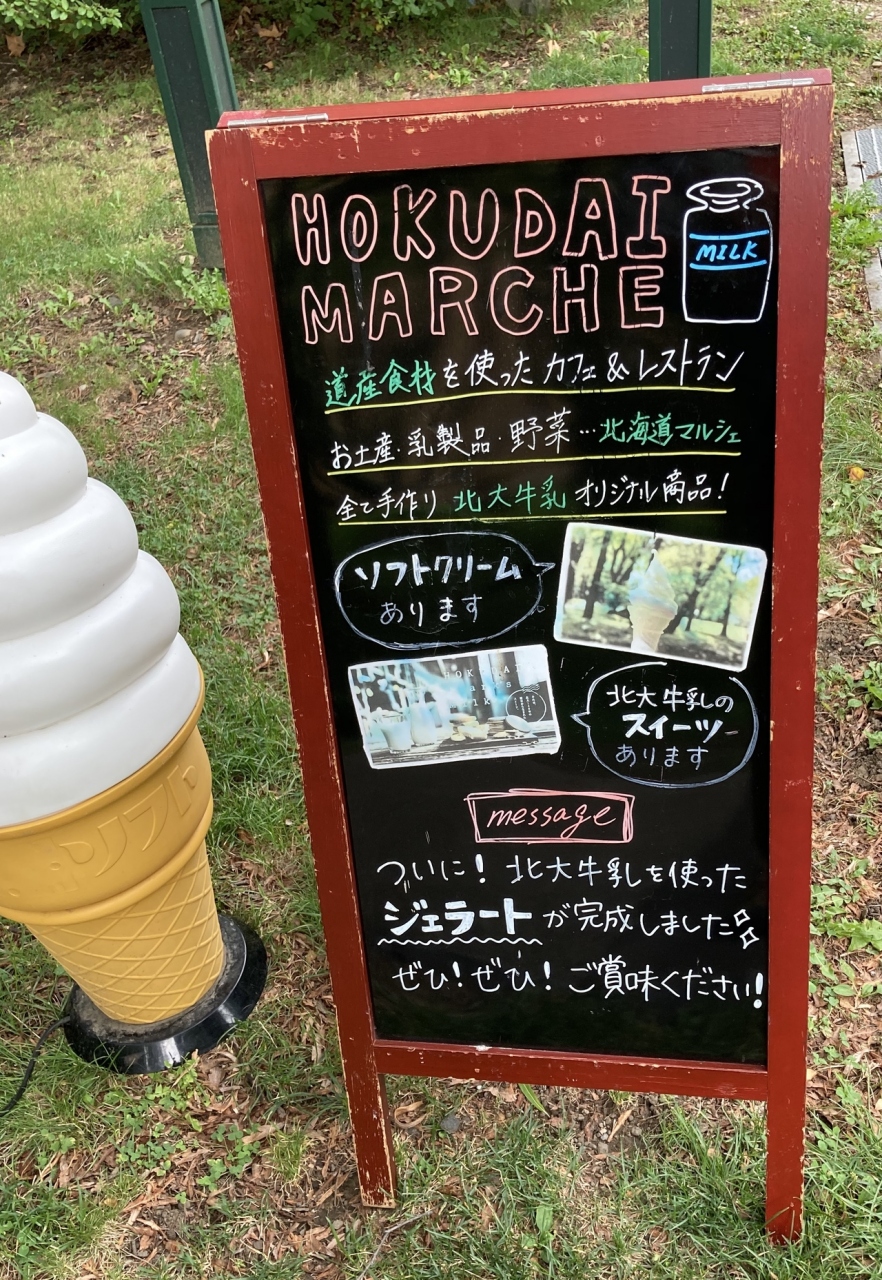 HOKUDAI
MARCHE
MILK
道産食材を使ったカフェ&レストラン
お土産・乳製品・野菜…北海道マルシェ
全て手作り 北大牛乳 オリジナル商品!
ソフトクリーム
あります
HOKUDAI
北大牛乳の
スイーツ
あります
message
ついに! 北大牛乳を使った
ジェラートが完成しました
ぜひ!ぜひ! ご賞味ください!
ソフト